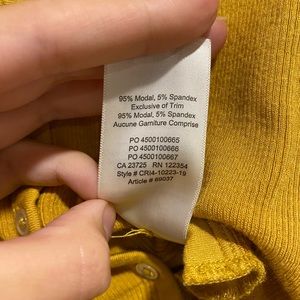 95% Modal, 5% Spandex
Exclusive of Trim
95% Modal, 5% Spandex
Aucune Garniture Comprise
PO 4500100665
PO 4500100666
PO 4500100667
CA 23725 RN 122354
Style # CRI4-10223-19
Article # 69037